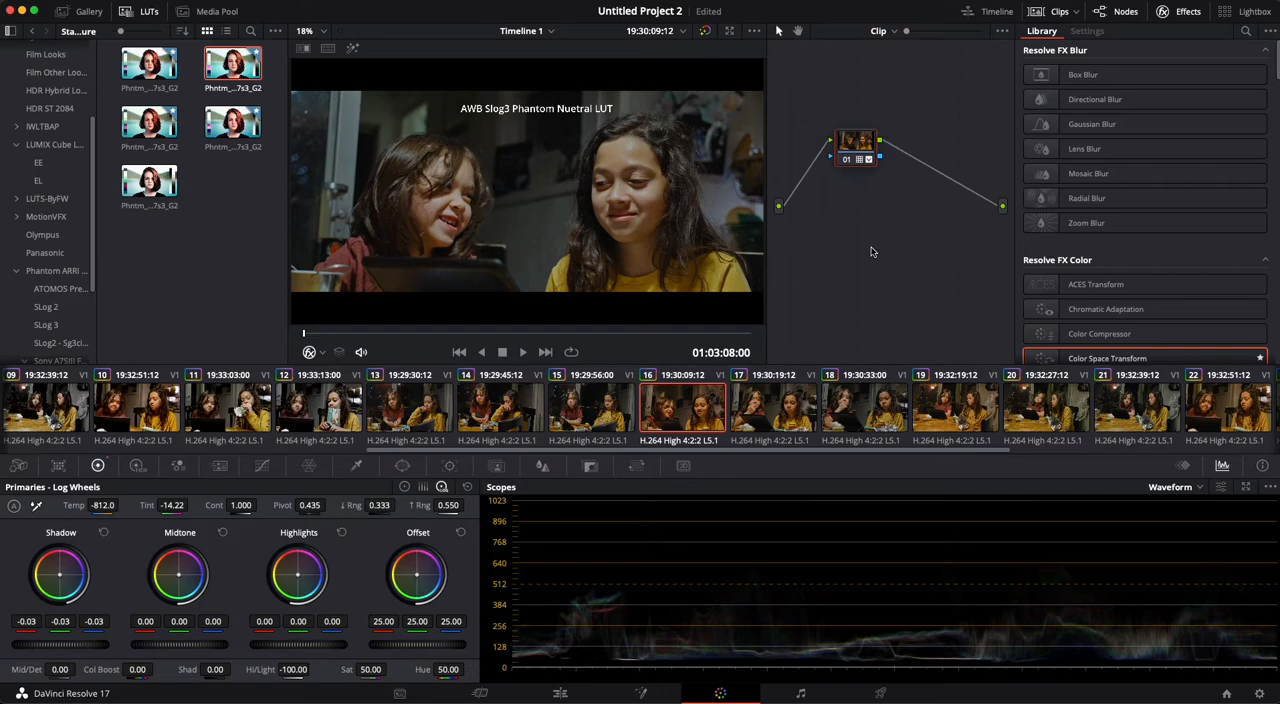 Gallery
LUTs
Media Pool
Untitled Project 2
Edited
Timeline
Clips
Nodes
Effects
Lightbox
Sta...ure
18%
Timeline 1
19:30:09:12
Clip
Library
Settings
Film Looks
Film Other Loo...
HDR Hybrid Lo...
HDR ST 2084
IWLTBAP
LUMIX Cube L...
EE
EL
LUTS-ByFW
MotionVFX
Olympus
Panasonic
Phantom ARRI ...
ATOMOS Pre...
SLog 2
SLog 3
SLog2 - Sg3ci...
Sony A7SIII F...
Phntm_...7s3_G2
Phntm_...7s3_G2
Phntm_...7s3_G2
Phntm_...7s3_G2
Phntm_...7s3_G2
AWB Slog3 Phantom Nuetral LUT
01:03:08:00
01
Resolve FX Blur
Box Blur
Directional Blur
Gaussian Blur
Lens Blur
Mosaic Blur
Radial Blur
Zoom Blur
Resolve FX Color
ACES
ACES Transform
Chromatic Adaptation
Color Compressor
Color Space Transform
09 19:32:39:12 V1
10 19:32:51:12 V1
11 19:33:03:00 V1
12 19:33:13:00 V1
13 19:29:30:12 V1
14 19:29:45:12 V1
15 19:29:56:00 V1
16 19:30:09:12 V1
17 19:30:19:12 V1
18 19:30:33:00 V1
19 19:32:19:12 V1
20 19:32:27:12 V1
21 19:32:39:12 V1
22 19:32:51:12 V1
H.264 High 4:2:2 L5.1
H.264 High 4:2:2 L5.1
H.264 High 4:2:2 L5.1
H.264 High 4:2:2 L5.1
H.264 High 4:2:2 L5.1
H.264 High 4:2:2 L5.1
H.264 High 4:2:2 L5.1
H.264 High 4:2:2 L5.1
H.264 High 4:2:2 L5.1
H.264 High 4:2:2 L5.1
H.264 High 4:2:2 L5.1
H.264 High 4:2:2 L5.1
H.264 High 4:2:2 L5.1
H.264 High 4:2:2 L5.1
Primaries - Log Wheels
Temp -812.0 Tint -14.22 Cont 1.000 Pivot 0.435 ↓ Rng 0.333 ↑ Rng 0.550
Shadow
Midtone
Highlights
Offset
-0.03 -0.03 -0.03
0.00 0.00 0.00
0.00 0.00 0.00
25.00 25.00 25.00
Mid/Det 0.00 Col Boost 0.00 Shad 0.00 Hi/Light -100.00 Sat 50.00 Hue 50.00
Scopes
Waveform
1023
896
768
640
512
384
256
128
0
DaVinci Resolve 17